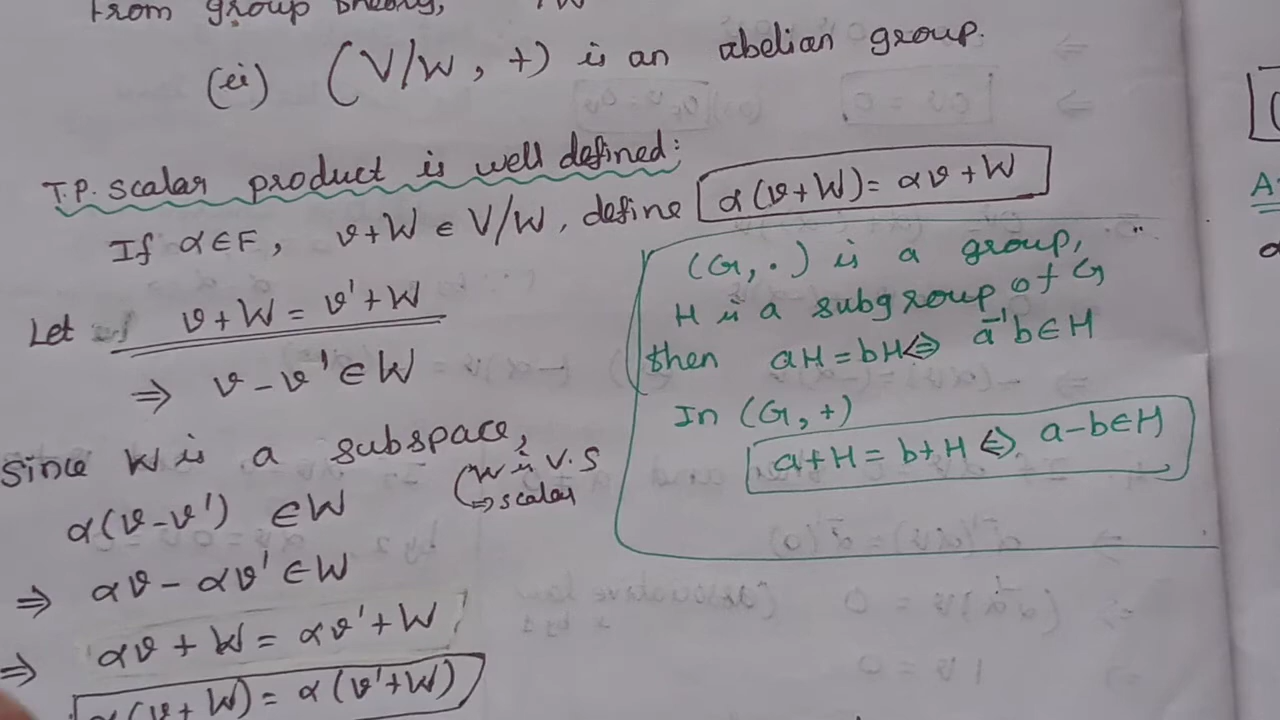 from group theory,
(ii) (V/W, +) is an abelian group.
T.P. scalar product is well defined:
If α∈F, v+W ∈ V/W, define α(v+W) = αv+W
Let v+W = v'+W
⇒ v-v' ∈ W
Since W is a subspace,
(W is V.S
⇒ scalar
α(v-v') ∈ W
⇒ αv - αv' ∈ W
⇒ αv + W = αv' + W
α(v+W) = α(v'+W)
(G, ·) is a group,
H is a subgroup of G
then aH = bH ⇔ a⁻¹b ∈ H
In (G, +)
a+H = b+H ⇔ a-b ∈ H
A